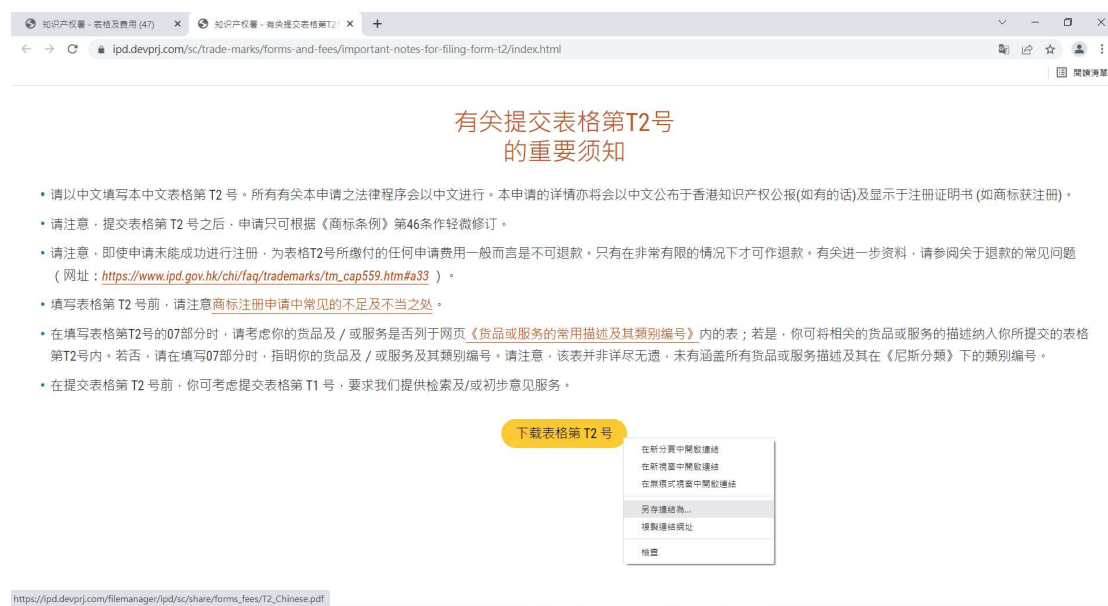 知识产权署 - 表格及费用 (47)
知识产权署 - 有关提交表格第T2
ipd.devprj.com/sc/trade-marks/forms-and-fees/important-notes-for-filing-form-t2/index.html
閱讀清單
有关提交表格第T2号
的重要须知
• 请以中文填写本中文表格第 T2 号。所有有关本申请之法律程序会以中文进行。本申请的详情亦将会以中文公布于香港知识产权公报(如有的话)及显示于注册证明书 (如商标获注册)。
• 请注意，提交表格第 T2 号之后，申请只可根据《商标条例》第46条作轻微修订。
• 请注意，即使申请未能成功进行注册，为表格T2号所缴付的任何申请费用一般而言是不可退款。只有在非常有限的情况下才可作退款。有关进一步资料，请参阅关于退款的常见问题
（网址：https://www.ipd.gov.hk/chi/faq/trademarks/tm_cap559.htm#a33 ）。
• 填写表格第 T2 号前，请注意商标注册申请中常见的不足及不当之处。
• 在填写表格第T2号的07部分时，请考虑你的货品及 / 或服务是否列于网页《货品或服务的常用描述及其類别编号》内的表；若是，你可将相关的货品或服务的描述纳入你所提交的表格
第T2号内。若否，请在填写07部分时，指明你的货品及 / 或服务及其類别编号。请注意，该表并非详尽无遗，未有涵盖所有货品或服务描述及其在《尼斯分類》下的類别编号。
• 在提交表格第 T2 号前，你可考虑提交表格第 T1 号，要求我们提供检索及/或初步意见服务。
下载表格第 T2 号
在新分頁中開啟連結
在新視窗中開啟連結
在無痕式視窗中開啟連結
另存連結為...
複製連結網址
檢查
https://ipd.devprj.com/filemanager/ipd/sc/share/forms_fees/T2_Chinese.pdf